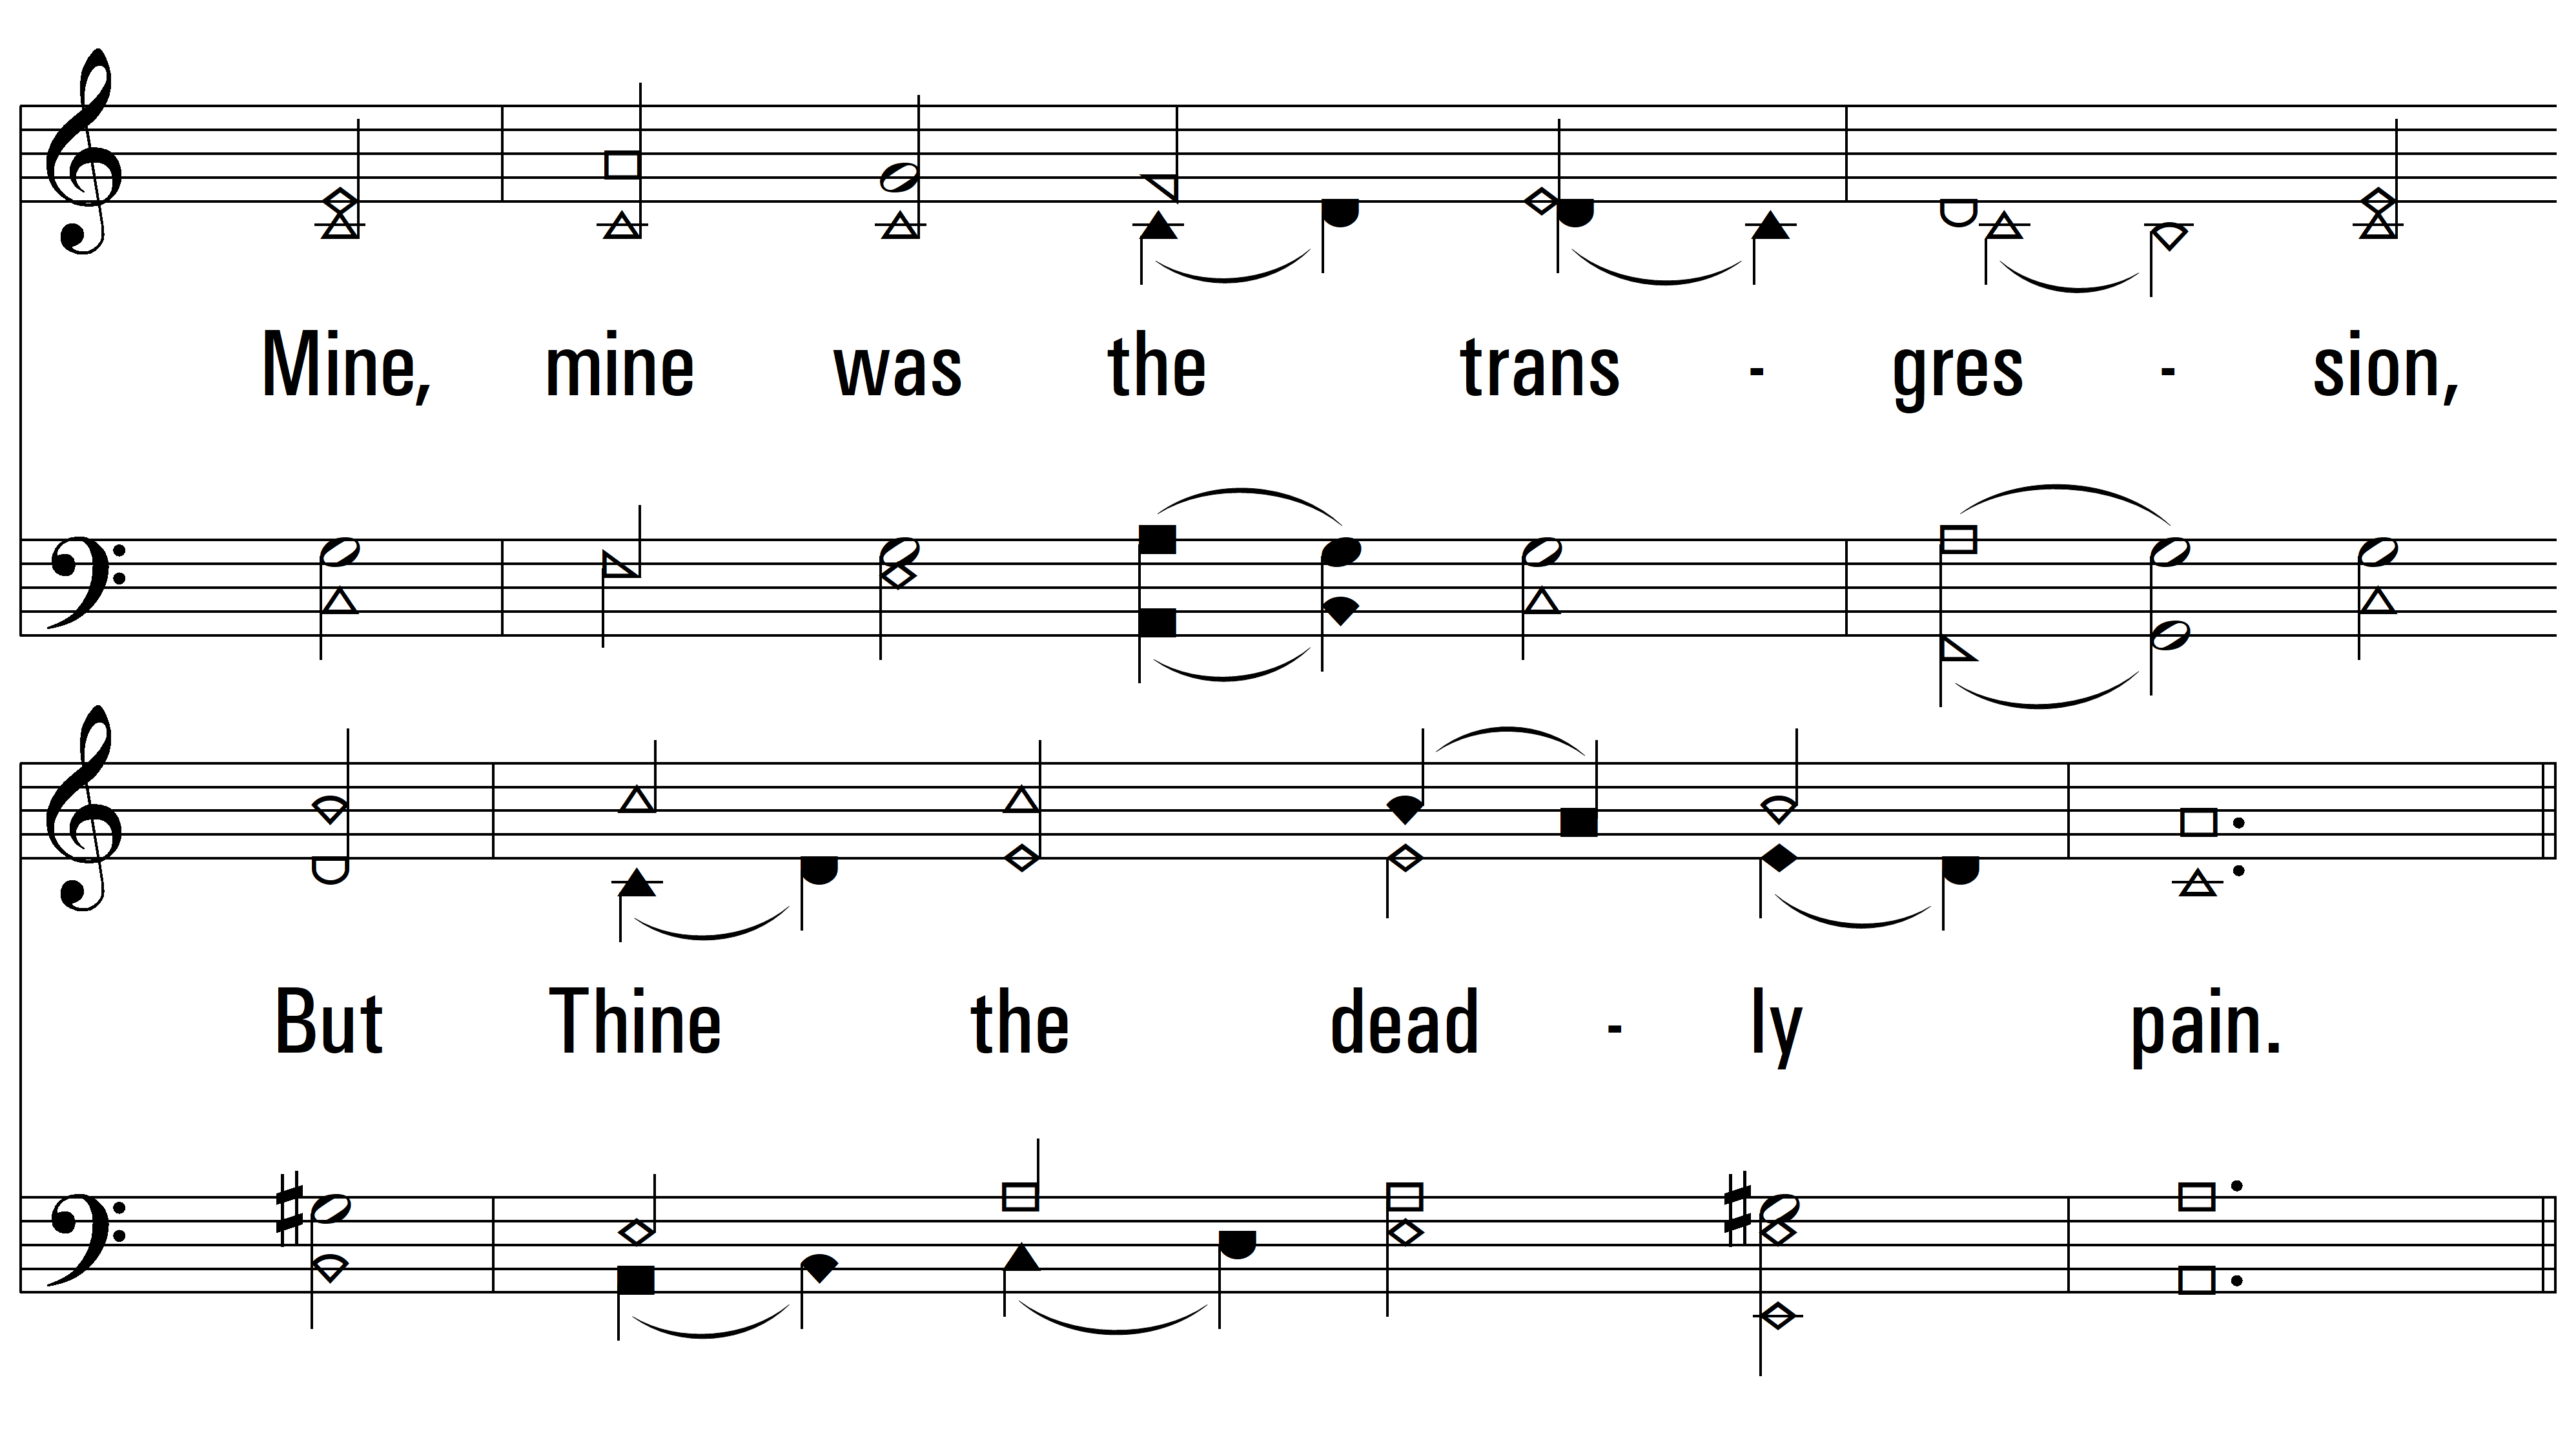 Mine, mine was the trans - gres - sion,
But Thine the dead - ly pain.